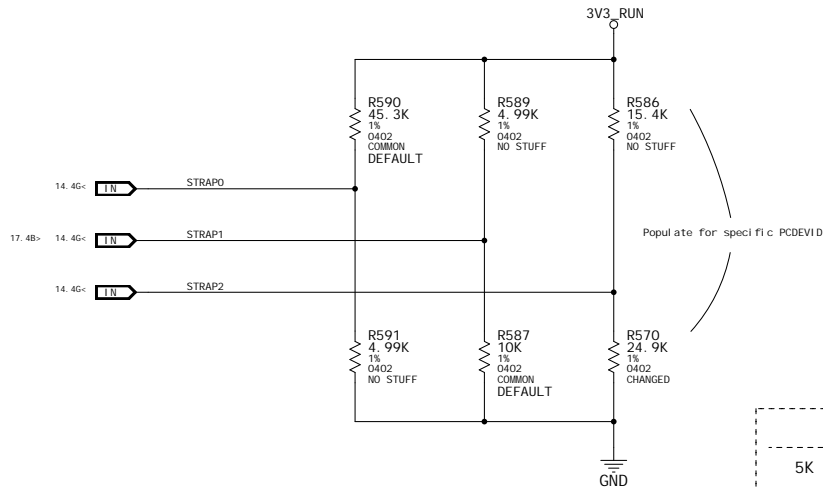 3V3_RUN
R590
45.3K
1%
0402
COMMON
DEFAULT
R589
4.99K
1%
0402
NO STUFF
R586
15.4K
1%
0402
NO STUFF
14.4G< IN STRAP0
17.4B> 14.4G< IN STRAP1
Populate for specific PCDEVID
14.4G< IN STRAP2
R591
4.99K
1%
0402
NO STUFF
R587
10K
1%
0402
COMMON
DEFAULT
R570
24.9K
1%
0402
CHANGED
GND
5K